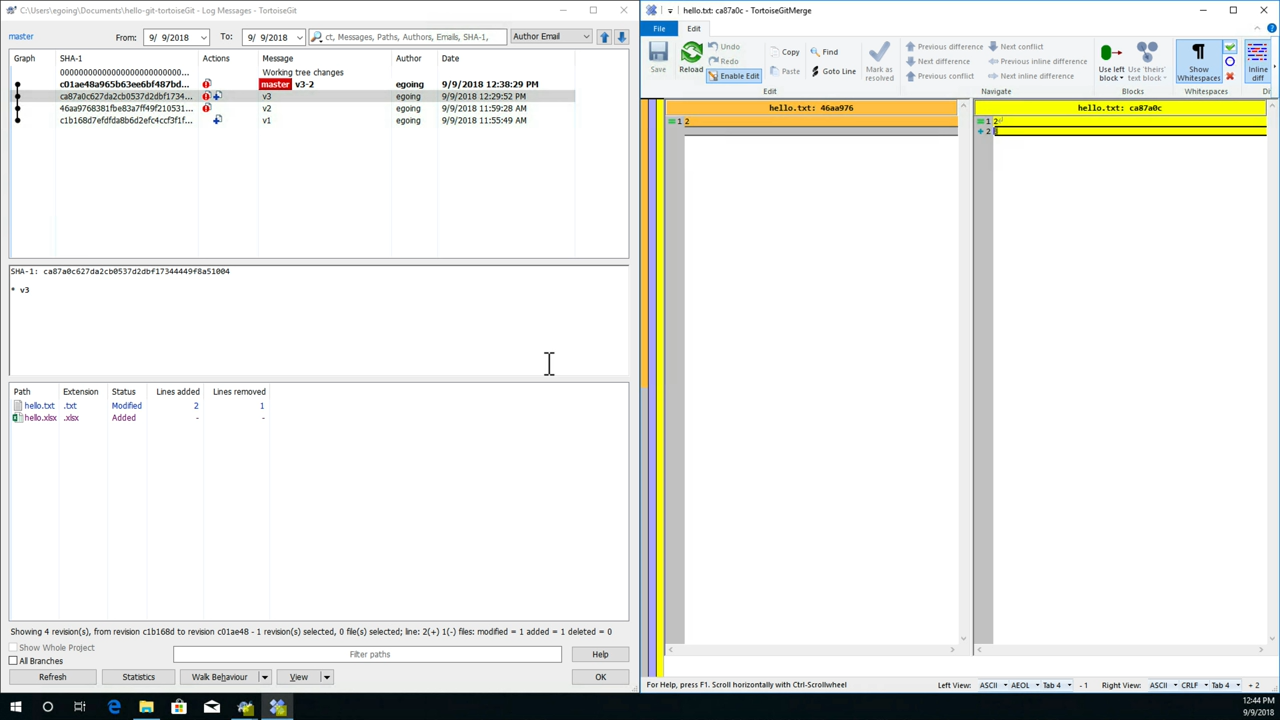 C:\Users\egoing\Documents\hello-git-tortoiseGit - Log Messages - TortoiseGit
master
From: 9/ 9/2018 To: 9/ 9/2018 ct, Messages, Paths, Authors, Emails, SHA-1, Author Email
Graph SHA-1 Actions Message Author Date
000000000000000000000000... Working tree changes
c01ae48a965b63ee6bf487bd... master v3-2 egoing 9/9/2018 12:38:29 PM
ca87a0c627da2cb0537d2dbf1734... v3 egoing 9/9/2018 12:29:52 PM
46aa9768381fbe83a7ff49f210531... v2 egoing 9/9/2018 11:59:28 AM
c1b168d7efdfda8b6d2efc4ccf3f1f... v1 egoing 9/9/2018 11:55:49 AM
SHA-1: ca87a0c627da2cb0537d2dbf17344449f8a51004
* v3
Path Extension Status Lines added Lines removed
hello.txt .txt Modified 2 1
hello.xlsx .xlsx Added - -
Showing 4 revision(s), from revision c1b168d to revision c01ae48 - 1 revision(s) selected, 0 file(s) selected; line: 2(+) 1(-) files: modified = 1 added = 1 deleted = 0
Show Whole Project
All Branches
Filter paths
Help
Refresh Statistics Walk Behaviour View OK
hello.txt: ca87a0c - TortoiseGitMerge
File Edit
Save
Reload
Undo
Redo
Enable Edit
Copy
Paste
Find
Goto Line
Mark as
resolved
Edit
Previous difference
Next difference
Previous conflict
Next conflict
Previous inline difference
Next inline difference
Navigate
Use left
block
Use 'theirs'
text block
Blocks
Show
Whitespaces
Whitespaces
Inline
diff
Di
hello.txt: 46aa976
1 2
hello.txt: ca87a0c
1 2
2
For Help, press F1. Scroll horizontally with Ctrl-Scrollwheel
Left View: ASCII AEOL Tab 4 - 1 Right View: ASCII CRLF Tab 4 + 2
12:44 PM
9/9/2018